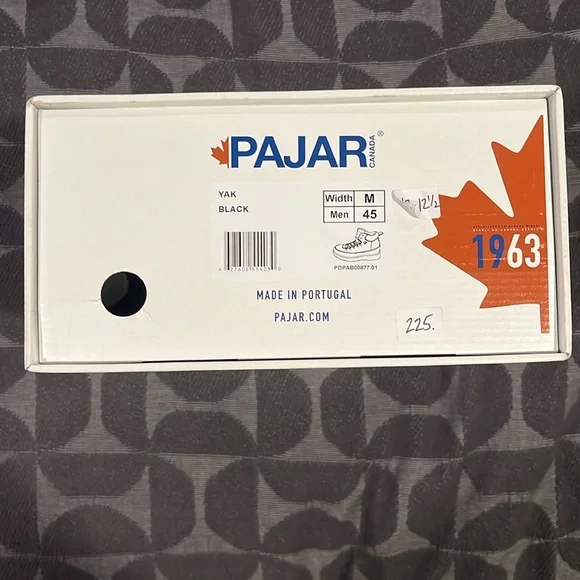 PAJAR®
CANADA
YAK
BLACK
Width M
Men 45
12½
PDPAB00877.01
1963
MADE IN PORTUGAL
PAJAR.COM
225.